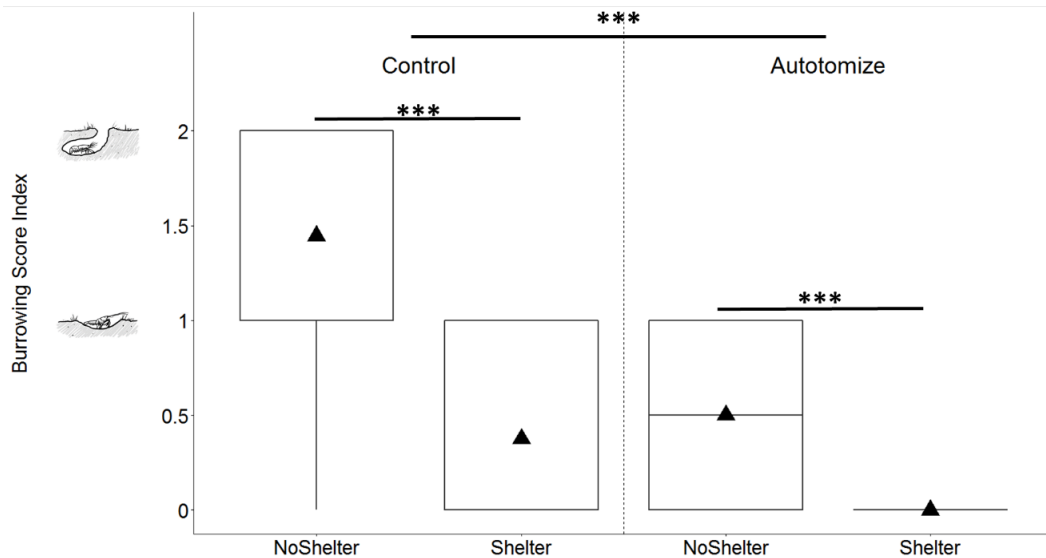 ***
Control
Autotomize
***
2
1.5
***
1
0.5
0
Burrowing Score Index
NoShelter
Shelter
NoShelter
Shelter